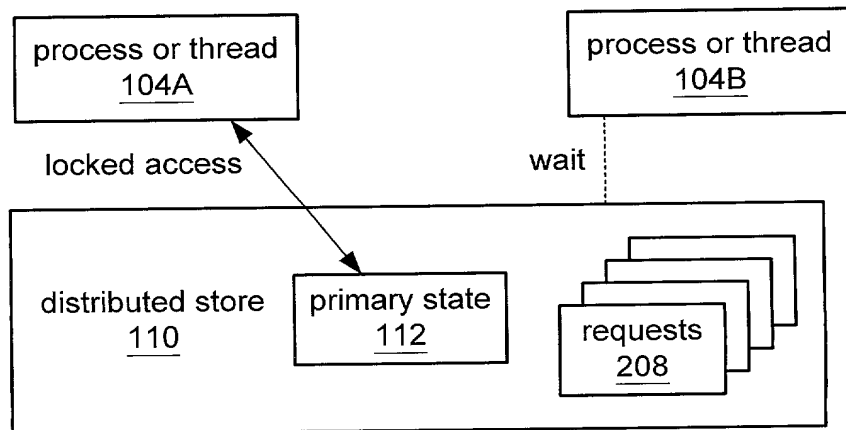 process or thread
104A
process or thread
104B
locked access
wait
distributed store
110
primary state
112
requests
208